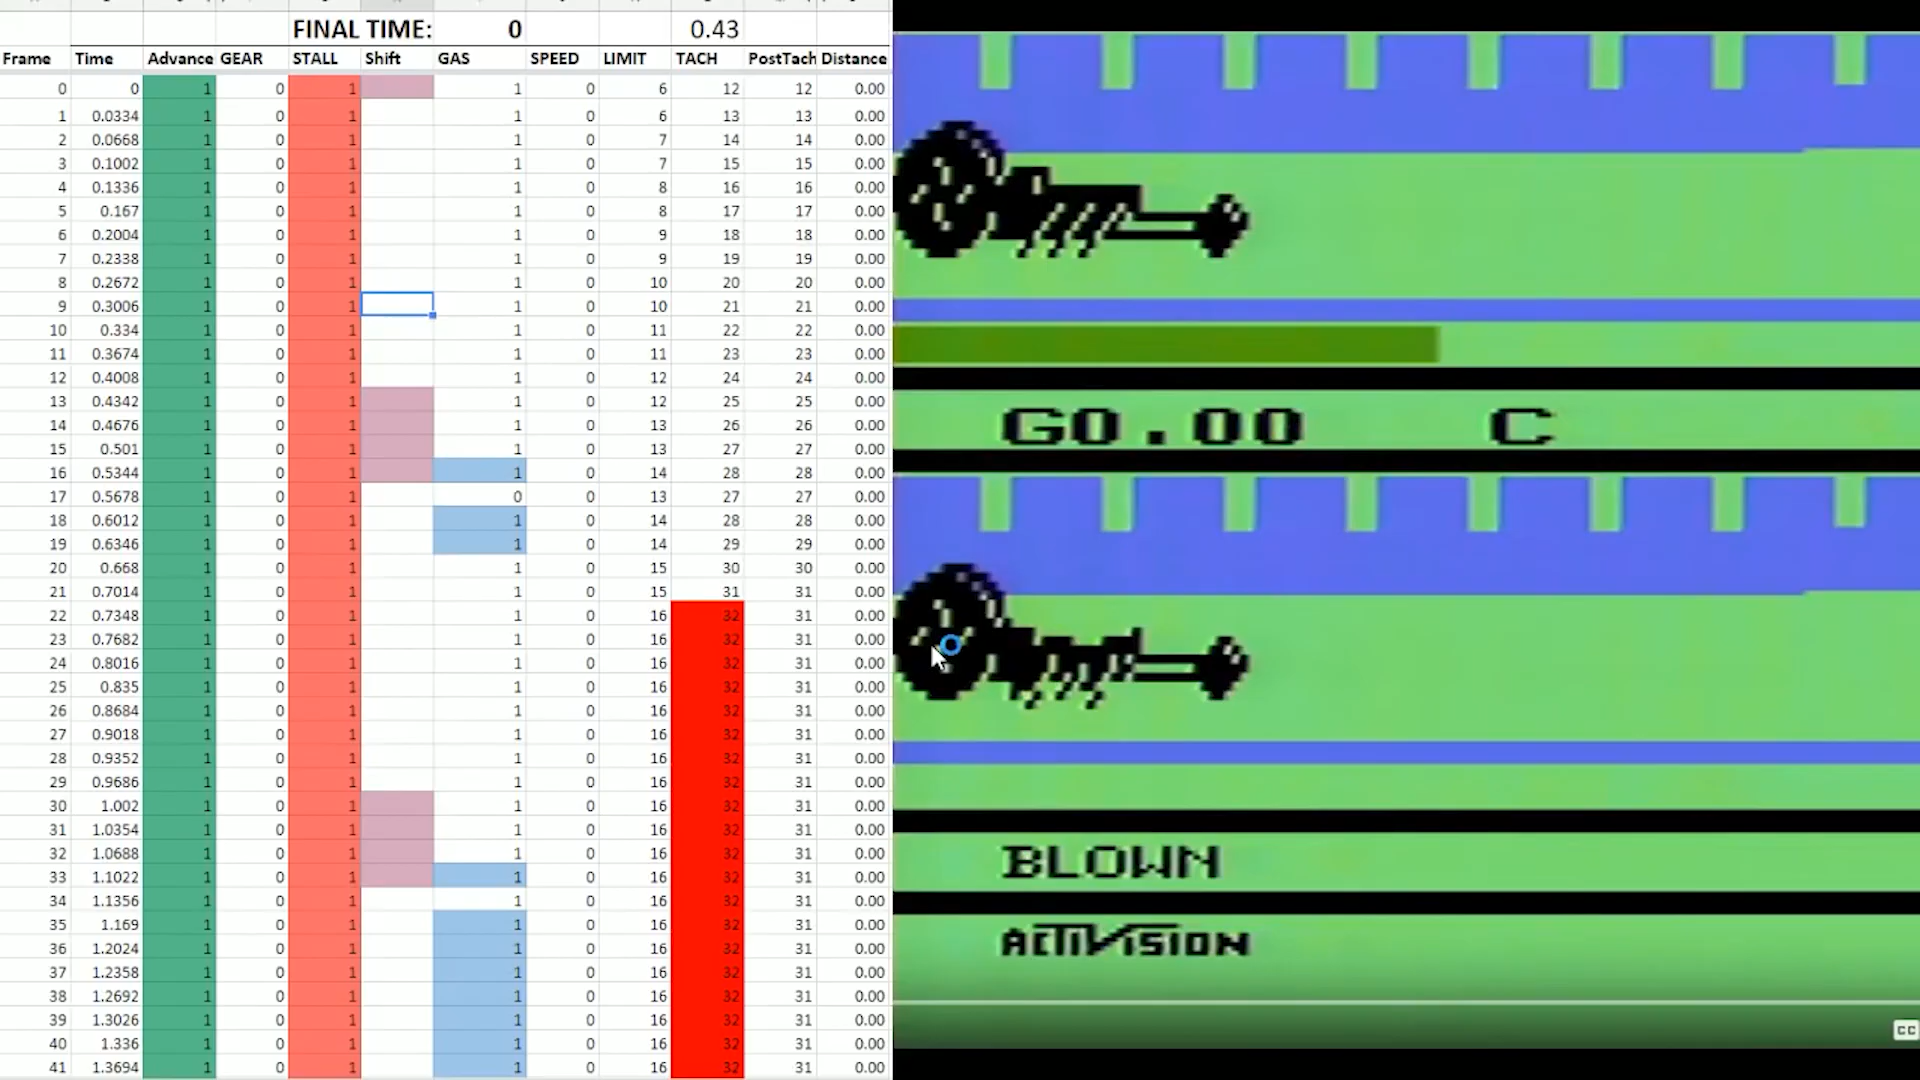 FINAL TIME: 0 0.43
Frame Time Advance GEAR STALL Shift GAS SPEED LIMIT TACH PostTach Distance
0 0 1 0 1 1 0 6 12 12 0.00
1 0.0334 1 0 1 1 0 6 13 13 0.00
2 0.0668 1 0 1 1 0 7 14 14 0.00
3 0.1002 1 0 1 1 0 7 15 15 0.00
4 0.1336 1 0 1 1 0 8 16 16 0.00
5 0.167 1 0 1 1 0 8 17 17 0.00
6 0.2004 1 0 1 1 0 9 18 18 0.00
7 0.2338 1 0 1 1 0 9 19 19 0.00
8 0.2672 1 0 1 1 0 10 20 20 0.00
9 0.3006 1 0 1 1 0 10 21 21 0.00
10 0.334 1 0 1 1 0 11 22 22 0.00
11 0.3674 1 0 1 1 0 11 23 23 0.00
12 0.4008 1 0 1 1 0 12 24 24 0.00
13 0.4342 1 0 1 1 0 12 25 25 0.00
14 0.4676 1 0 1 1 0 13 26 26 0.00
15 0.501 1 0 1 1 0 13 27 27 0.00
16 0.5344 1 0 1 1 0 14 28 28 0.00
17 0.5678 1 0 1 0 0 13 27 27 0.00
18 0.6012 1 0 1 1 0 14 28 28 0.00
19 0.6346 1 0 1 1 0 14 29 29 0.00
20 0.668 1 0 1 1 0 15 30 30 0.00
21 0.7014 1 0 1 1 0 15 31 31 0.00
22 0.7348 1 0 1 1 0 16 32 31 0.00
23 0.7682 1 0 1 1 0 16 32 31 0.00
24 0.8016 1 0 1 1 0 16 32 31 0.00
25 0.835 1 0 1 1 0 16 32 31 0.00
26 0.8684 1 0 1 1 0 16 32 31 0.00
27 0.9018 1 0 1 1 0 16 32 31 0.00
28 0.9352 1 0 1 1 0 16 32 31 0.00
29 0.9686 1 0 1 1 0 16 32 31 0.00
30 1.002 1 0 1 1 0 16 32 31 0.00
31 1.0354 1 0 1 1 0 16 32 31 0.00
32 1.0688 1 0 1 1 0 16 32 31 0.00
33 1.1022 1 0 1 1 0 16 32 31 0.00
34 1.1356 1 0 1 1 0 16 32 31 0.00
35 1.169 1 0 1 1 0 16 32 31 0.00
36 1.2024 1 0 1 1 0 16 32 31 0.00
37 1.2358 1 0 1 1 0 16 32 31 0.00
38 1.2692 1 0 1 1 0 16 32 31 0.00
39 1.3026 1 0 1 1 0 16 32 31 0.00
40 1.336 1 0 1 1 0 16 32 31 0.00
41 1.3694 1 0 1 1 0 16 32 31 0.00
G0.00 C
BLOWN
ACTIVISION
CC